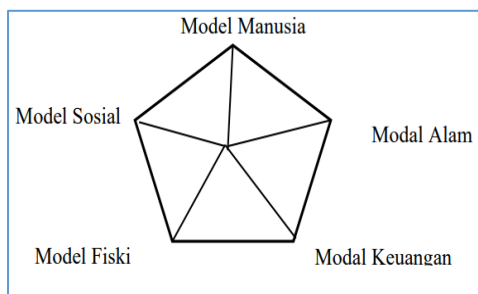 Model Manusia
Model Sosial
Modal Alam
Model Fiski
Modal Keuangan